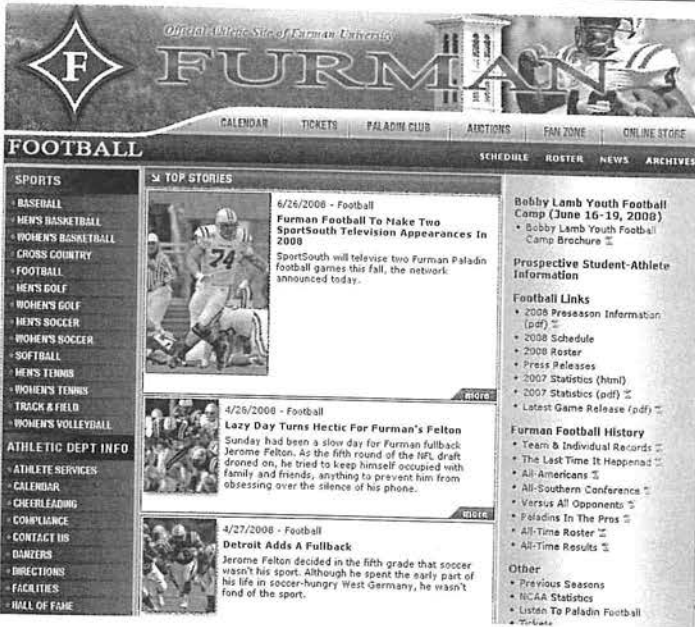 Official Athletic Site of Furman University
F
FURMAN
CALENDAR TICKETS PALADIN CLUB AUCTIONS FAN ZONE ONLINE STORE
FOOTBALL
SCHEDULE ROSTER NEWS ARCHIVES
SPORTS
BASEBALL
MEN'S BASKETBALL
WOMEN'S BASKETBALL
CROSS COUNTRY
FOOTBALL
MEN'S GOLF
WOMEN'S GOLF
MEN'S SOCCER
WOMEN'S SOCCER
SOFTBALL
MEN'S TENNIS
WOMEN'S TENNIS
TRACK & FIELD
WOMEN'S VOLLEYBALL
ATHLETIC DEPT INFO
ATHLETE SERVICES
CALENDAR
CHEERLEADING
COMPLIANCE
CONTACT US
DANZERS
DIRECTIONS
FACILITIES
HALL OF FAME
TOP STORIES
74
6/26/2008 - Football
Furman Football To Make Two
SportSouth Television Appearances In
2008
SportSouth will televise two Furman Paladin
football games this fall, the network
announced today.
more
4/26/2008 - Football
Lazy Day Turns Hectic For Furman's Felton
Sunday had been a slow day for Furman fullback
Jerome Felton. As the fifth round of the NFL draft
droned on, he tried to keep himself occupied with
family and friends, anything to prevent him from
obsessing over the silence of his phone.
more
4/27/2008 - Football
Detroit Adds A Fullback
Jerome Felton decided in the fifth grade that soccer
wasn't his sport. Although he spent the early part of
his life in soccer-hungry West Germany, he wasn't
fond of the sport.
Bobby Lamb Youth Football
Camp (June 16-19, 2008)
• Bobby Lamb Youth Football
Camp Brochure
Prospective Student-Athlete
Information
Football Links
• 2008 Preseason Information
(pdf)
• 2008 Schedule
• 2008 Roster
• Press Releases
• 2007 Statistics (html)
• 2007 Statistics (pdf)
• Latest Game Release (pdf)
Furman Football History
• Team & Individual Records
• The Last Time It Happened
• All-Americans
• All-Southern Conference
• Versus All Opponents
• Paladins In The Pros
• All-Time Roster
• All-Time Results
Other
• Previous Seasons
• NCAA Statistics
• Listen To Paladin Football
• Tickets